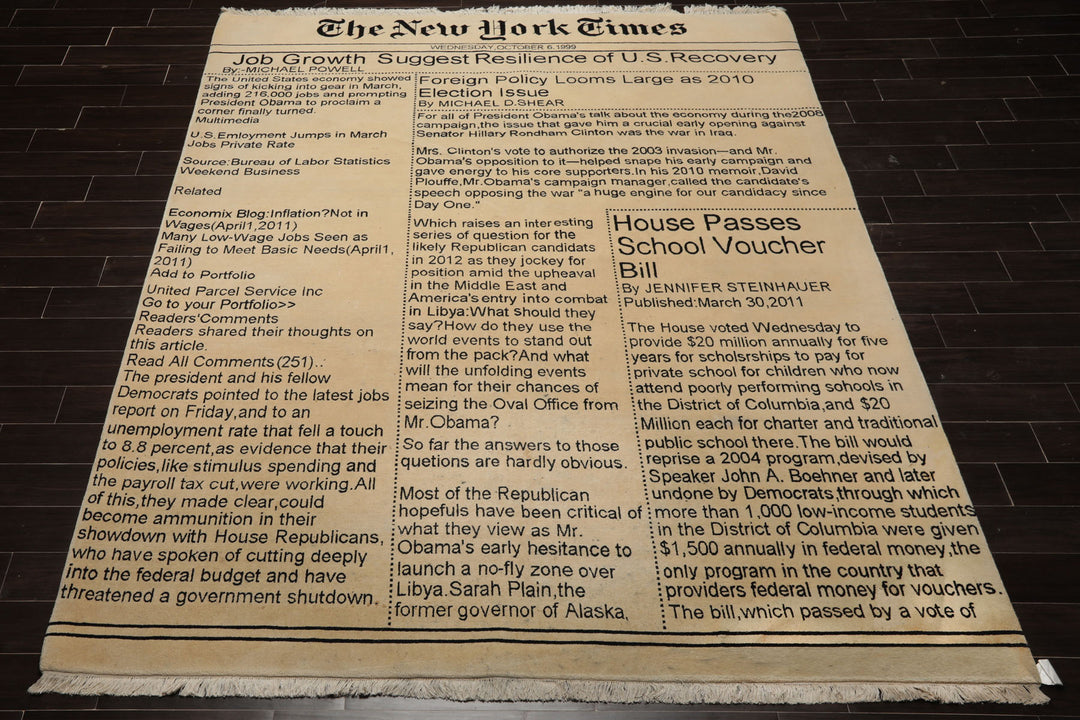 The New York Times
WEDNESDAY,OCTOBER 6.1999
Job Growth Suggest Resilience of U.S.Recovery
By:-MICHAEL POWELL
The United States economy showed
signs of kicking into gear in March,
adding 216,000 jobs and prompting
President Obama to proclaim a
corner finally turned.
Multimedia
U.S.Emloyment Jumps in March
Jobs Private Rate
Source:Bureau of Labor Statistics
Weekend Business
Related
Economix Blog:Inflation?Not in
Wages(April1,2011)
Many Low-Wage Jobs Seen as
Failing to Meet Basic Needs(April1,
2011)
Add to Portfolio
United Parcel Service Inc
Go to your Portfolio>>
Readers'Comments
Readers shared their thoughts on
this article.
Read All Comments(251)..
The president and his fellow
Democrats pointed to the latest jobs
report on Friday,and to an
unemployment rate that fell a touch
to 8.8 percent,as evidence that their
policies,like stimulus spending and
the payroll tax cut,were working.All
of this,they made clear,could
become ammunition in their
showdown with House Republicans,
who have spoken of cutting deeply
into the federal budget and have
threatened a government shutdown.
Foreign Policy Looms Large as 2010
Election Issue
By MICHAEL D.SHEAR
For all of President Obama's talk about the economy during the2008
campaign,the issue that gave him a crucial early opening against
Senator Hillary Rondham Clinton was the war in Iraq.
Mrs. Clinton's vote to authorize the 2003 invasion—and Mr.
Obama's opposition to it—helped snape his early campaign and
gave energy to his core supporters.In his 2010 memoir,David
Plouffe,Mr.Obama's campaign manager,called the candidate's
speech opposing the war "a huge engine for our candidacy since
Day One."
Which raises an interesting
series of question for the
likely Republican candidats
in 2012 as they jockey for
position amid the upheaval
in the Middle East and
America's entry into combat
in Libya:What should they
say?How do they use the
world events to stand out
from the pack?And what
will the unfolding events
mean for their chances of
seizing the Oval Office from
Mr.Obama?
So far the answers to those
quetions are hardly obvious.
Most of the Republican
hopefuls have been critical of
what they view as Mr.
Obama's early hesitance to
launch a no-fly zone over
Libya.Sarah Plain,the
former governor of Alaska,
House Passes
School Voucher
Bill
By JENNIFER STEINHAUER
Published:March 30,2011
The House voted Wednesday to
provide $20 million annually for five
years for scholsrships to pay for
private school for children who now
attend poorly performing sohools in
the District of Columbia,and $20
Million each for charter and traditional
public school there.The bill would
reprise a 2004 program,devised by
Speaker John A. Boehner and later
undone by Democrats,through which
more than 1,000 low-income students
in the District of Columbia were given
$1,500 annually in federal money,the
only program in the country that
providers federal money for vouchers.
The bill,which passed by a vote of